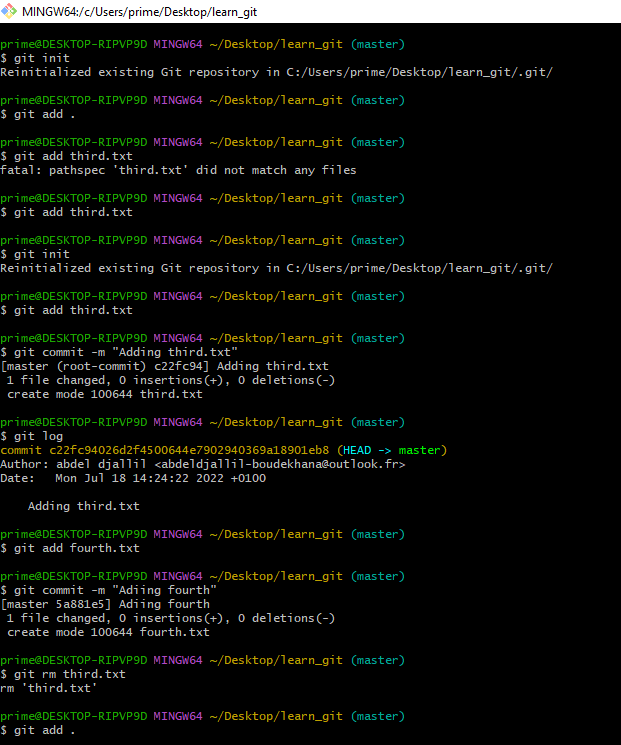 MINGW64:/c/Users/prime/Desktop/learn_git
prime@DESKTOP-RIPVP9D MINGW64 ~/Desktop/learn_git (master)
$ git init
Reinitialized existing Git repository in C:/Users/prime/Desktop/learn_git/.git/
prime@DESKTOP-RIPVP9D MINGW64 ~/Desktop/learn_git (master)
$ git add .
prime@DESKTOP-RIPVP9D MINGW64 ~/Desktop/learn_git (master)
$ git add third.txt
fatal: pathspec 'third.txt' did not match any files
prime@DESKTOP-RIPVP9D MINGW64 ~/Desktop/learn_git (master)
$ git add third.txt
prime@DESKTOP-RIPVP9D MINGW64 ~/Desktop/learn_git (master)
$ git init
Reinitialized existing Git repository in C:/Users/prime/Desktop/learn_git/.git/
prime@DESKTOP-RIPVP9D MINGW64 ~/Desktop/learn_git (master)
$ git add third.txt
prime@DESKTOP-RIPVP9D MINGW64 ~/Desktop/learn_git (master)
$ git commit -m "Adding third.txt"
[master (root-commit) c22fc94] Adding third.txt
 1 file changed, 0 insertions(+), 0 deletions(-)
 create mode 100644 third.txt
prime@DESKTOP-RIPVP9D MINGW64 ~/Desktop/learn_git (master)
$ git log
commit c22fc94026d2f4500644e7902940369a18901eb8 (HEAD -> master)
Author: abdel djallil <abdeldjallil-boudekhana@outlook.fr>
Date:   Mon Jul 18 14:24:22 2022 +0100
    Adding third.txt
prime@DESKTOP-RIPVP9D MINGW64 ~/Desktop/learn_git (master)
$ git add fourth.txt
prime@DESKTOP-RIPVP9D MINGW64 ~/Desktop/learn_git (master)
$ git commit -m "Adiing fourth"
[master 5a881e5] Adiing fourth
 1 file changed, 0 insertions(+), 0 deletions(-)
 create mode 100644 fourth.txt
prime@DESKTOP-RIPVP9D MINGW64 ~/Desktop/learn_git (master)
$ git rm third.txt
rm 'third.txt'
prime@DESKTOP-RIPVP9D MINGW64 ~/Desktop/learn_git (master)
$ git add .